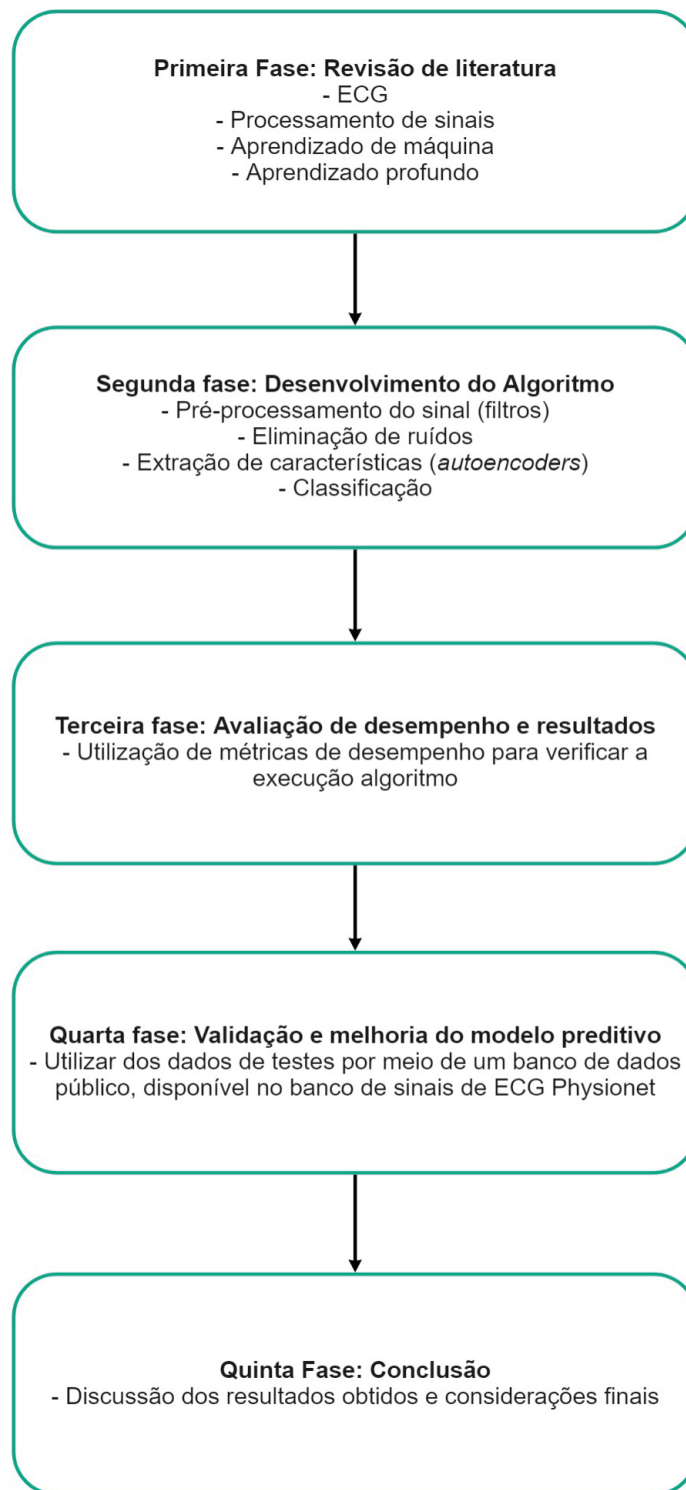 Primeira Fase: Revisão de literatura
- ECG
- Processamento de sinais
- Aprendizado de máquina
- Aprendizado profundo
Segunda fase: Desenvolvimento do Algoritmo
- Pré-processamento do sinal (filtros)
- Eliminação de ruídos
- Extração de características (autoencoders)
- Classificação
Terceira fase: Avaliação de desempenho e resultados
- Utilização de métricas de desempenho para verificar a
execução algoritmo
Quarta fase: Validação e melhoria do modelo preditivo
- Utilizar dos dados de testes por meio de um banco de dados
público, disponível no banco de sinais de ECG Physionet
Quinta Fase: Conclusão
- Discussão dos resultados obtidos e considerações finais